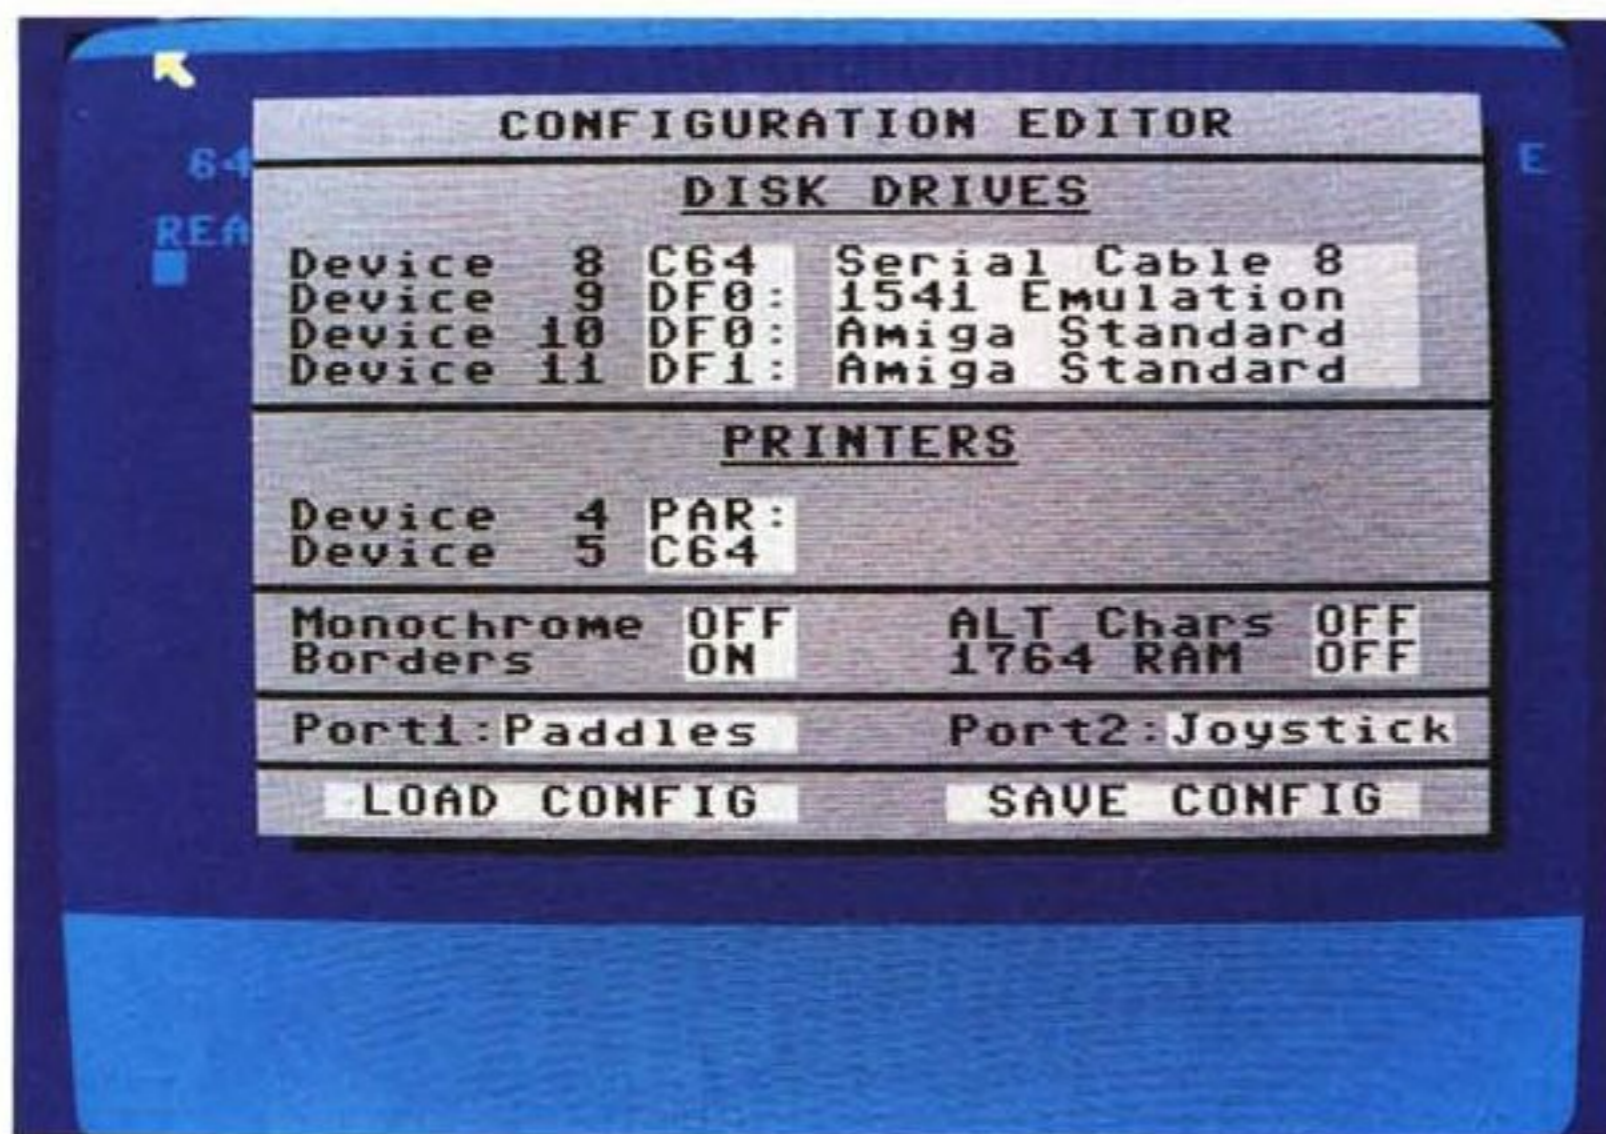 CONFIGURATION EDITOR
64 E
DISK DRIVES
REA
Device 8 C64 Serial Cable 8
Device 9 DF0: 1541 Emulation
Device 10 DF0: Amiga Standard
Device 11 DF1: Amiga Standard
PRINTERS
Device 4 PAR:
Device 5 C64
Monochrome OFF ALT Chars OFF
Borders ON 1764 RAM OFF
Port1:Paddles Port2:Joystick
LOAD CONFIG SAVE CONFIG